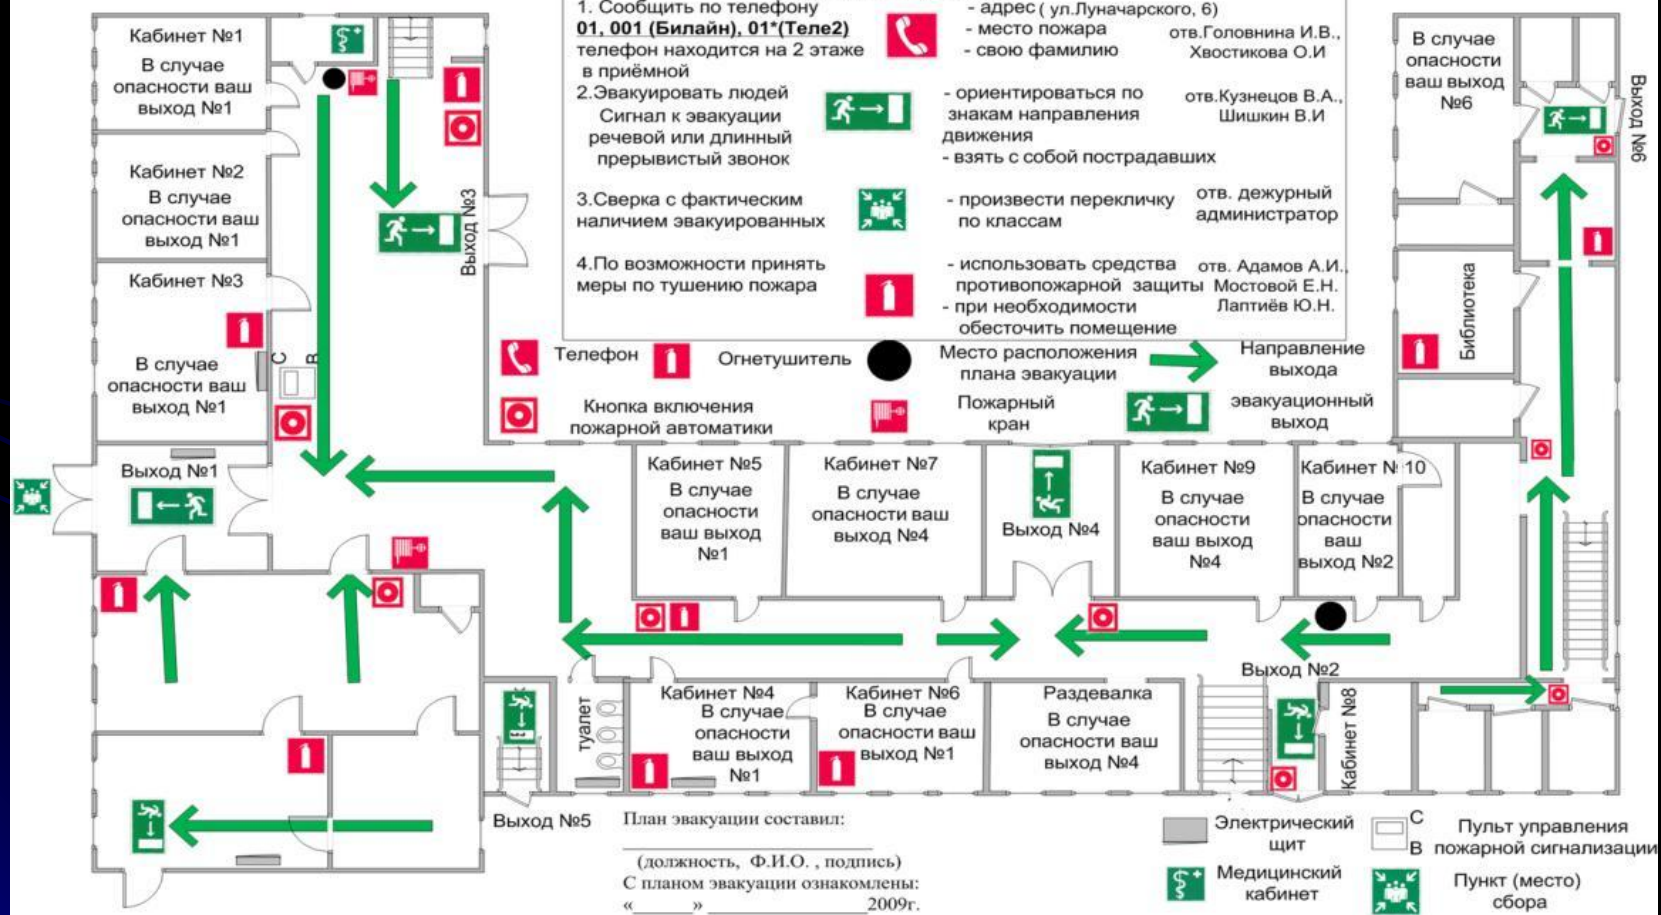 1. Сообщить по телефону
01, 001 (Билайн), 01*(Теле2)
телефон находится на 2 этаже
в приёмной
- адрес ( ул.Луначарского, 6)
- место пожара
- свою фамилию
отв.Головнина И.В.,
Хвостикова О.И
2.Эвакуировать людей
Сигнал к эвакуации
речевой или длинный
прерывистый звонок
- ориентироваться по
знакам направления
движения
- взять с собой пострадавших
отв.Кузнецов В.А.,
Шишкин В.И
3.Сверка с фактическим
наличием эвакуированных
- произвести перекличку
по классам
отв. дежурный
администратор
4.По возможности принять
меры по тушению пожара
- использовать средства
противопожарной защиты
- при необходимости
обесточить помещение
отв. Адамов А.И.,
Мостовой Е.Н.
Лаптиёв Ю.Н.
Телефон
Огнетушитель
Место расположения
плана эвакуации
Направление
выхода
Кнопка включения
пожарной автоматики
Пожарный
кран
эвакуационный
выход
Кабинет №1
В случае
опасности ваш
выход №1
Кабинет №2
В случае
опасности ваш
выход №1
Кабинет №3
В случае
опасности ваш
выход №1
С
В
Выход №3
Выход №1
В случае
опасности
ваш выход
№6
Выход №6
Библиотека
Кабинет №5
В случае
опасности
ваш выход
№1
Кабинет №7
В случае
опасности ваш
выход №4
Выход №4
Кабинет №9
В случае
опасности
ваш выход
№4
Кабинет №10
В случае
опасности
ваш
выход №2
Выход №2
туалет
Кабинет №4
В случае
опасности
ваш выход
№1
Кабинет №6
В случае
опасности ваш
выход №1
Раздевалка
В случае
опасности ваш
выход №4
Кабинет №8
Выход №5
План эвакуации составил:
(должность, Ф.И.О. , подпись)
С планом эвакуации ознакомлены:
«______» _________________2009г.
Электрический
щит
С
В
Пульт управления
пожарной сигнализации
Медицинский
кабинет
Пункт (место)
сбора